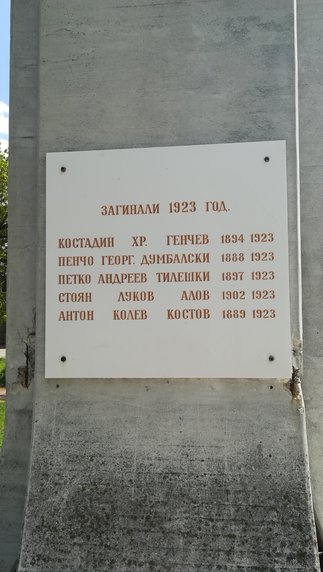 ЗАГИНАЛИ 1923 ГОД.
КОСТАДИН ХР. ГЕНЧЕВ 1894 1923
ПЕНЧО ГЕОРГ. ДУМБАЛСКИ 1888 1923
ПЕТКО АНДРЕЕВ ТИЛЕШКИ 1897 1923
СТОЯН ЛУКОВ АЛОВ 1902 1923
АНТОН КОЛЕВ КОСТОВ 1889 1923